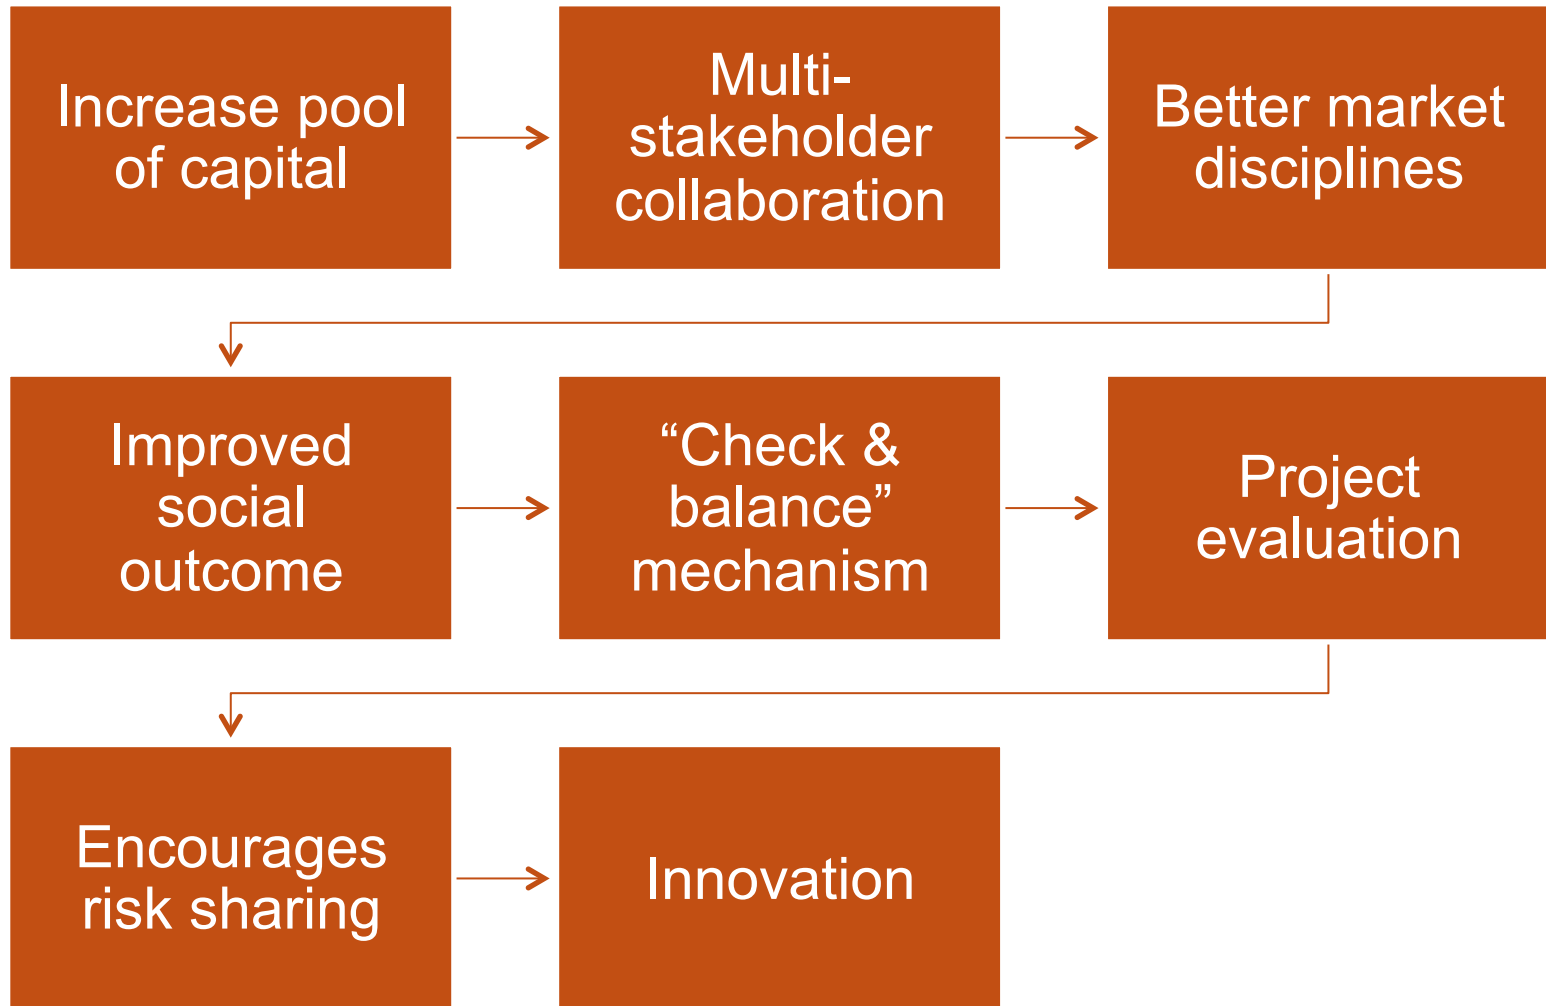 Increase pool
of capital
Multi-
stakeholder
collaboration
Better market
disciplines
Improved
social
outcome
“Check &
balance”
mechanism
Project
evaluation
Encourages
risk sharing
Innovation